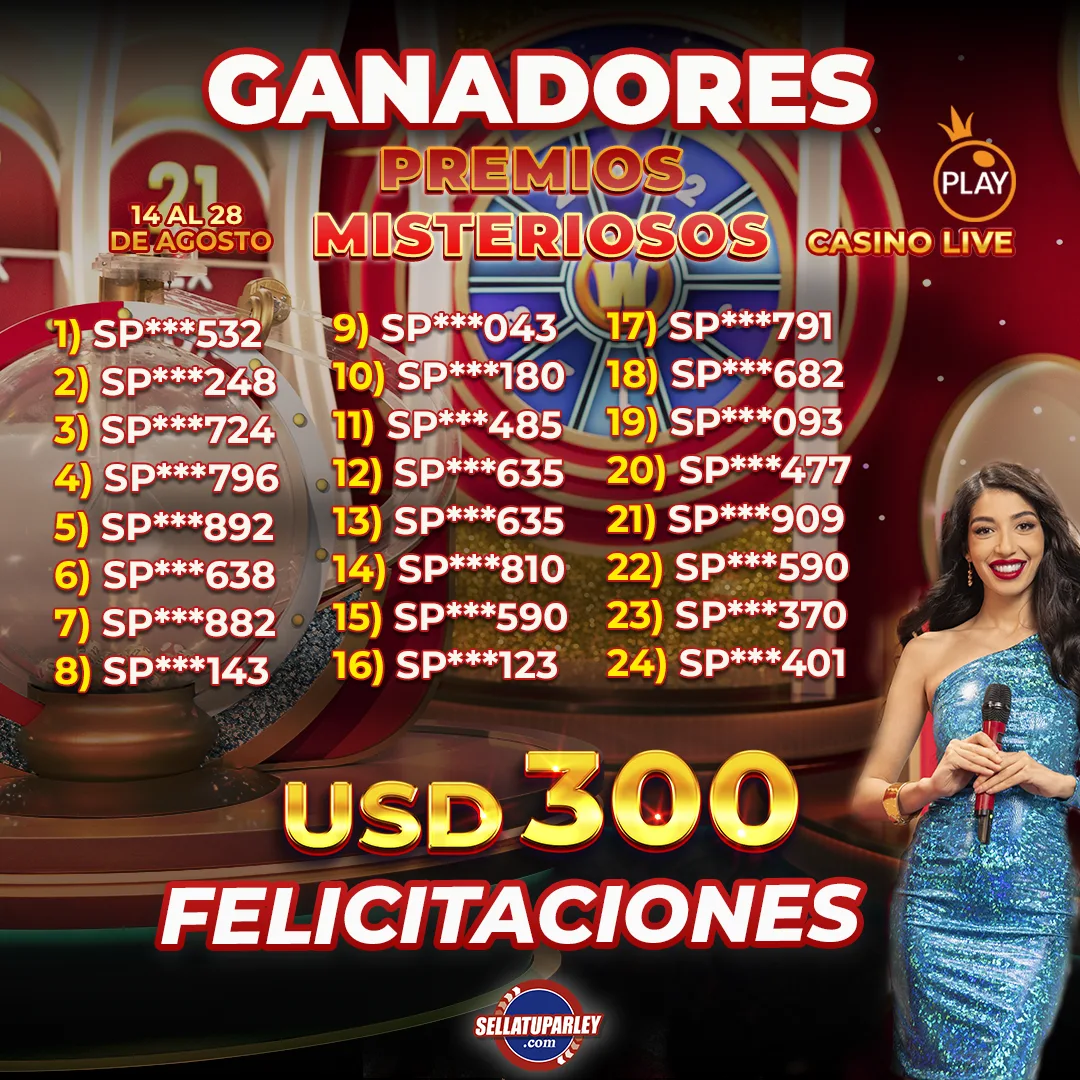 GANADORES
PREMIOS
MISTERIOSOS
21
14 AL 28
DE AGOSTO
PLAY
CASINO LIVE
1) SP***532
2) SP***248
3) SP***724
4) SP***796
5) SP***892
6) SP***638
7) SP***882
8) SP***143
9) SP***043
10) SP***180
11) SP***485
12) SP***635
13) SP***635
14) SP***810
15) SP***590
16) SP***123
17) SP***791
18) SP***682
19) SP***093
20) SP***477
21) SP***909
22) SP***590
23) SP***370
24) SP***401
W
2
USD 300
FELICITACIONES
SELLATUPARLEY
.com